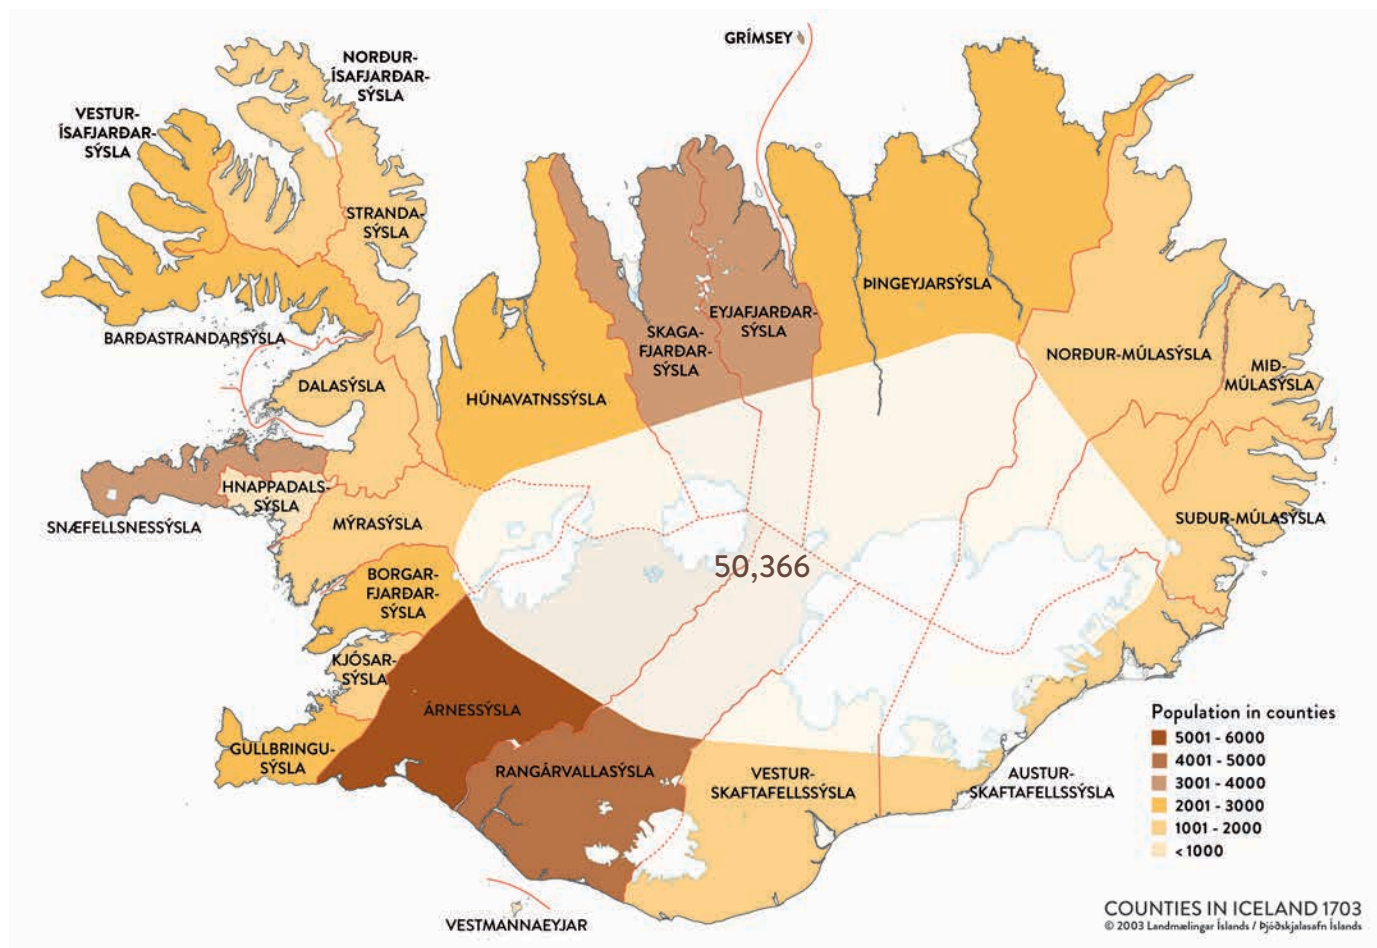 GRÍMSEY
NORÐUR-
ÍSAFJARÐAR-
SÝSLA
VESTUR-
ÍSAFJARÐAR-
SÝSLA
STRANDA-
SÝSLA
BARÐASTRANDARSÝSLA
DALASÝSLA
HÚNAVATNSSÝSLA
SKAGA-
FJARÐAR-
SÝSLA
EYJAFJARÐAR-
SÝSLA
ÞINGEYJARSÝSLA
NORÐUR-MÚLASÝSLA
MIÐ-
MÚLASÝSLA
HNAPPADALS-
SÝSLA
SNÆFELLSNESSÝSLA
MÝRASÝSLA
SUÐUR-MÚLASÝSLA
50,366
BORGAR-
FJARÐAR-
SÝSLA
KJÓSAR-
SÝSLA
ÁRNESSÝSLA
GULLBRINGU-
SÝSLA
RANGÁRVALLASÝSLA
VESTUR-
SKAFTAFELLSSÝSLA
AUSTUR-
SKAFTAFELLSSÝSLA
VESTMANNAEYJAR
Population in counties
5001 - 6000
4001 - 5000
3001 - 4000
2001 - 3000
1001 - 2000
< 1000
COUNTIES IN ICELAND 1703
© 2003 Landmælingar Íslands / Þjóðskjalasafn Íslands